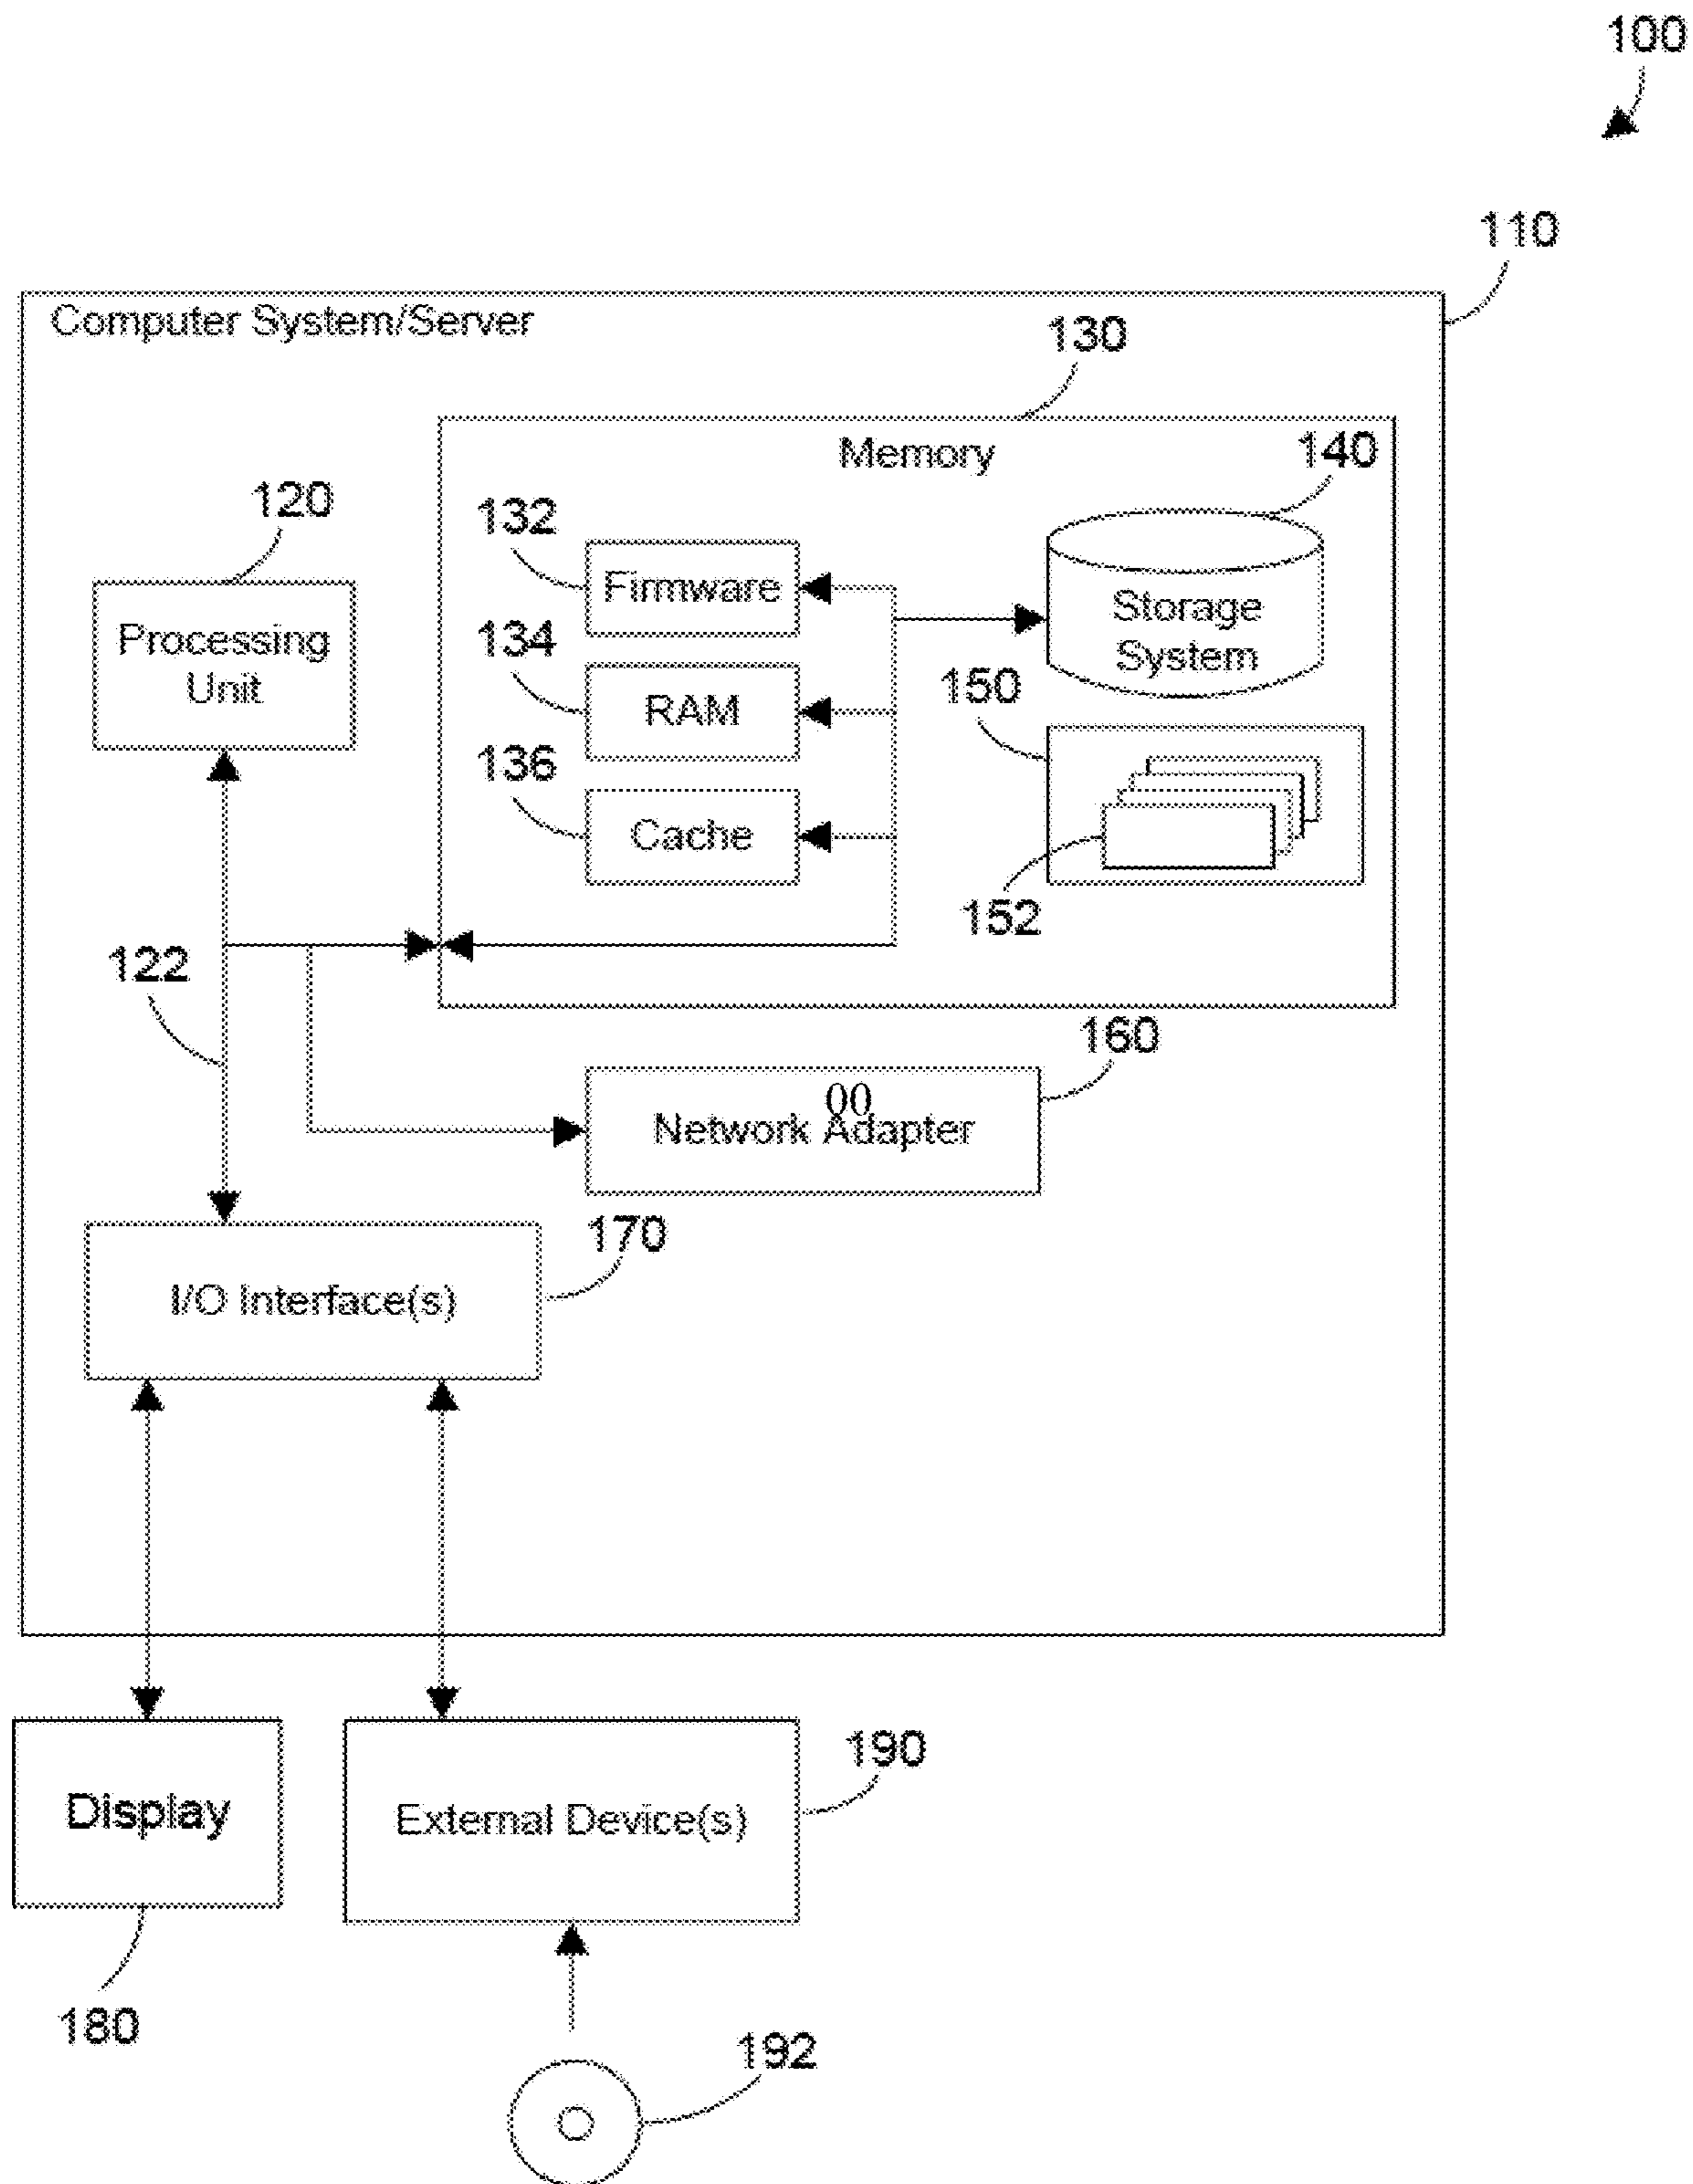 100
110
Computer System/Server
130
Memory
140
120
132
Firmware
Storage
System
Processing
Unit
134
RAM
150
136
Cache
152
122
160
00
Network Adapter
170
I/O Interface(s)
190
Display
External Device(s)
180
192